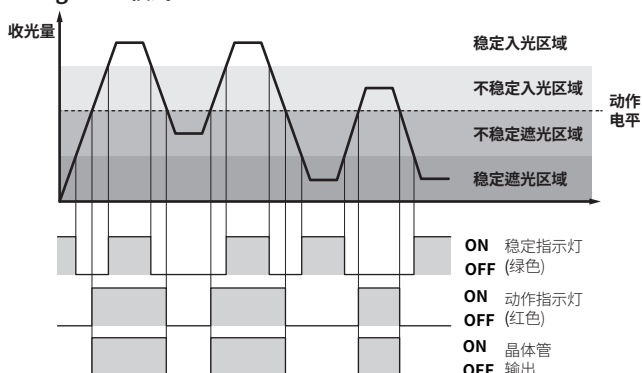 收光量
稳定入光区域
不稳定入光区域
动作
电平
不稳定遮光区域
稳定遮光区域
ON 稳定指示灯
OFF (绿色)
ON 动作指示灯
OFF (红色)
ON 晶体管
OFF 输出